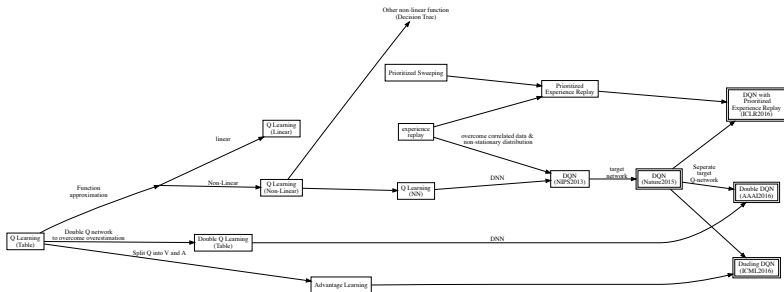 Other non-linear function
(Decision Tree)
Prioritized Sweeping
Prioritized
Experience Replay
DQN with
Prioritized
Experience Replay
(ICLR2016)
Q Learning
(Linear)
linear
experience
replay
overcome correlated data &
non-stationary distribution
Function
approximation
Non-Linear
Q Learning
(Non-Linear)
Q Learning
(NN)
DNN
DQN
(NIPS2013)
target
network
DQN
(Nature2015)
Seperate
target
Q-network
Double DQN
(AAAI2016)
Q Learning
(Table)
Double Q network
to overcome overestimation
Double Q Learning
(Table)
DNN
Split Q into V and A
Advantage Learning
Dueling DQN
(ICML2016)